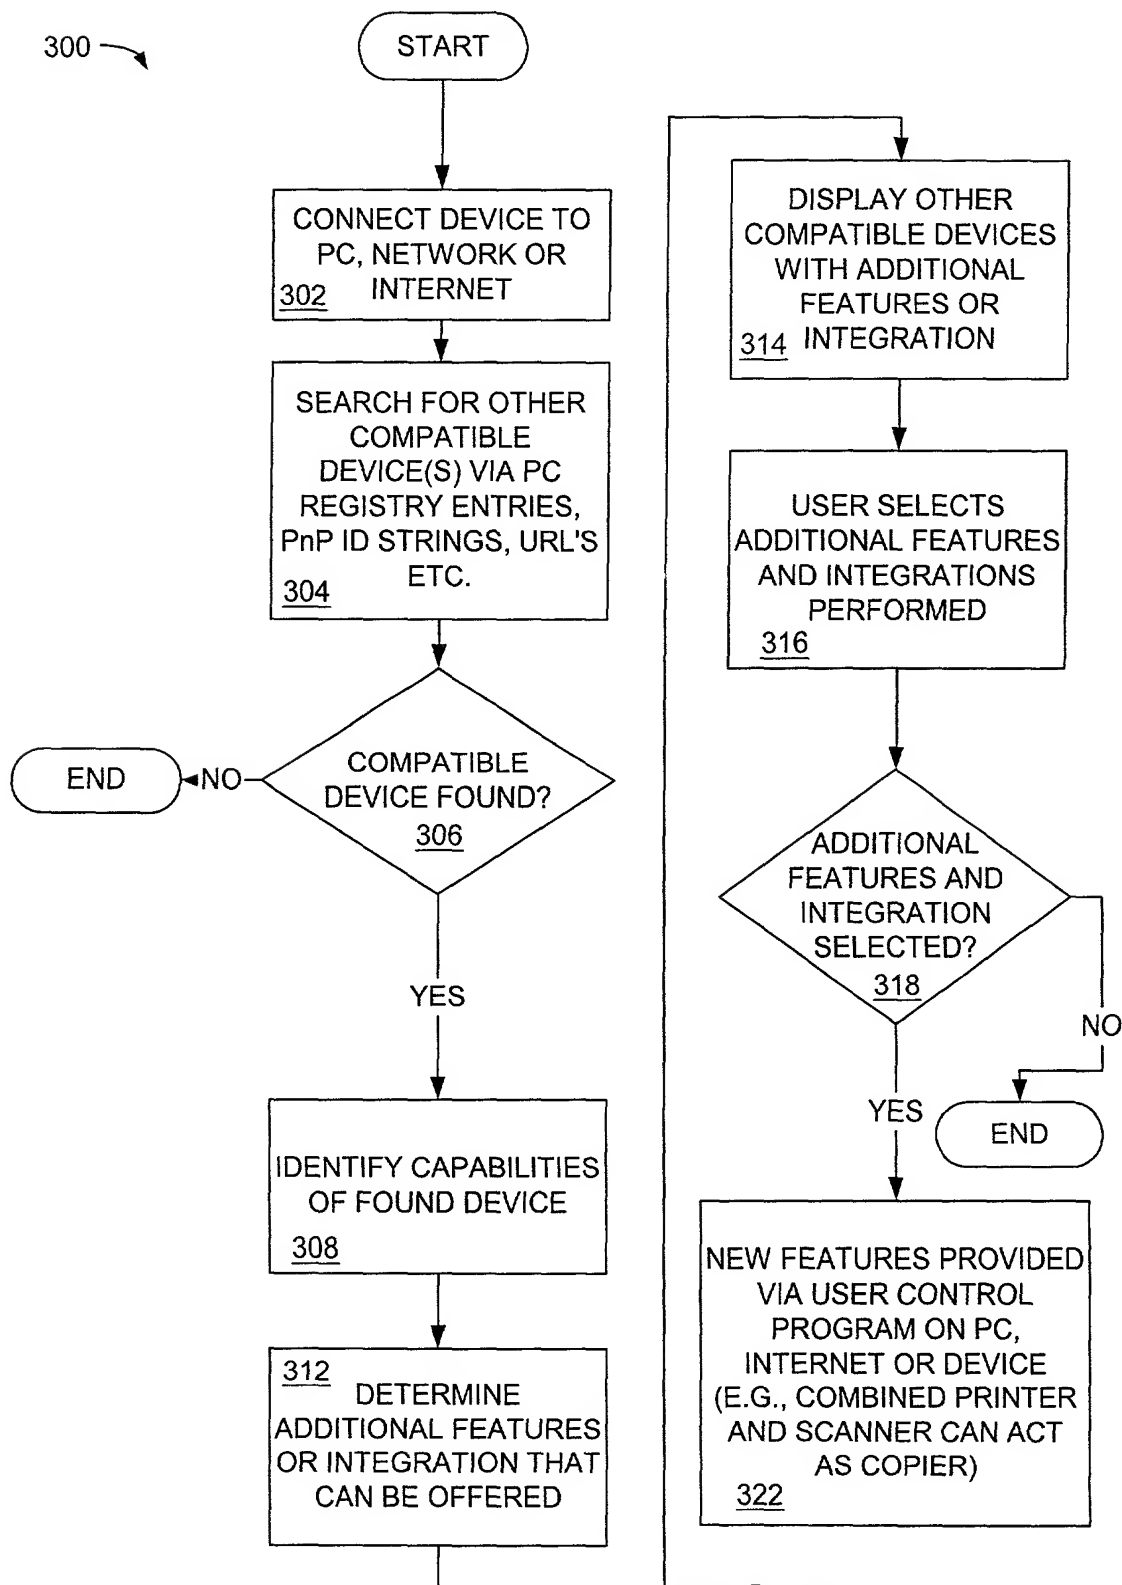 300
START
CONNECT DEVICE TO
PC, NETWORK OR
INTERNET
302
SEARCH FOR OTHER
COMPATIBLE
DEVICE(S) VIA PC
REGISTRY ENTRIES,
PnP ID STRINGS, URL'S
ETC.
304
COMPATIBLE
DEVICE FOUND?
306
NO
END
YES
IDENTIFY CAPABILITIES
OF FOUND DEVICE
308
312
DETERMINE
ADDITIONAL FEATURES
OR INTEGRATION THAT
CAN BE OFFERED
DISPLAY OTHER
COMPATIBLE DEVICES
WITH ADDITIONAL
FEATURES OR
INTEGRATION
314
USER SELECTS
ADDITIONAL FEATURES
AND INTEGRATIONS
PERFORMED
316
ADDITIONAL
FEATURES AND
INTEGRATION
SELECTED?
318
NO
END
YES
NEW FEATURES PROVIDED
VIA USER CONTROL
PROGRAM ON PC,
INTERNET OR DEVICE
(E.G., COMBINED PRINTER
AND SCANNER CAN ACT
AS COPIER)
322